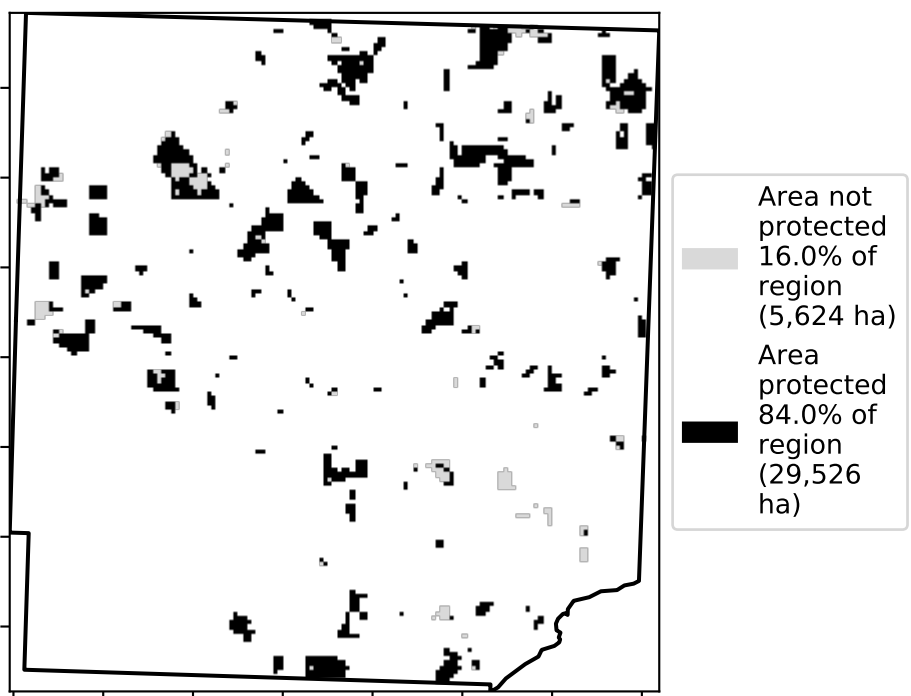 Area not
protected
16.0% of
region
(5,624 ha)
Area
protected
84.0% of
region
(29,526
ha)